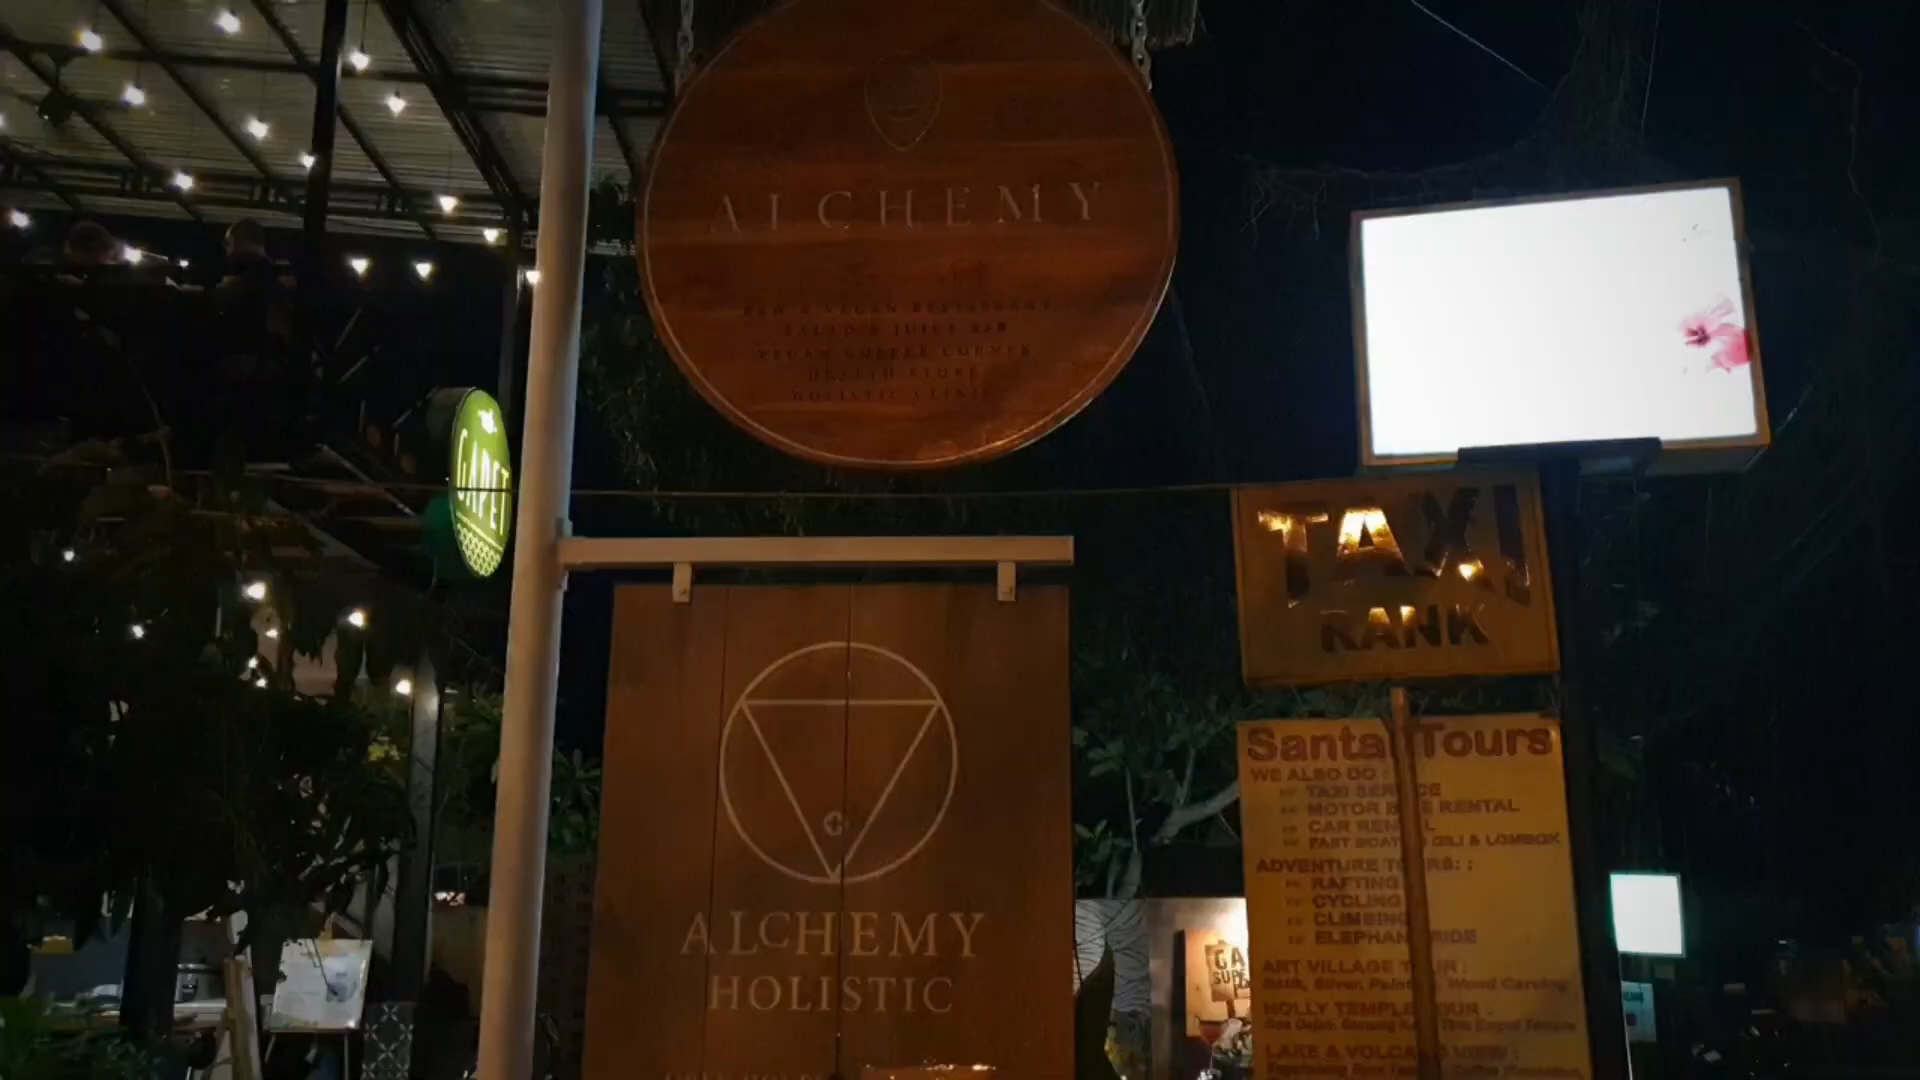 ALCHEMY
RAW & VEGAN RESTAURANT
SALAD & JUICE BAR
VEGAN COFFEE CORNER
HEALTH STORE
HOLISTIC CLINIC
GAPET
ALCHEMY
HOLISTIC
TAXI
RANK
Santai Tours
WE ALSO DO :
TAXI SERVICE
MOTOR BIKE RENTAL
CAR RENTAL
FAST BOAT GILI & LOMBOK
ADVENTURE TOURS: :
RAFTING
CYCLING
CLIMBING
ELEPHANT RIDE
ART VILLAGE TOUR :
Batik, Silver, Painting, Wood Carving
HOLLY TEMPLE TOUR :
LAKE & VOLCANO VIEW :